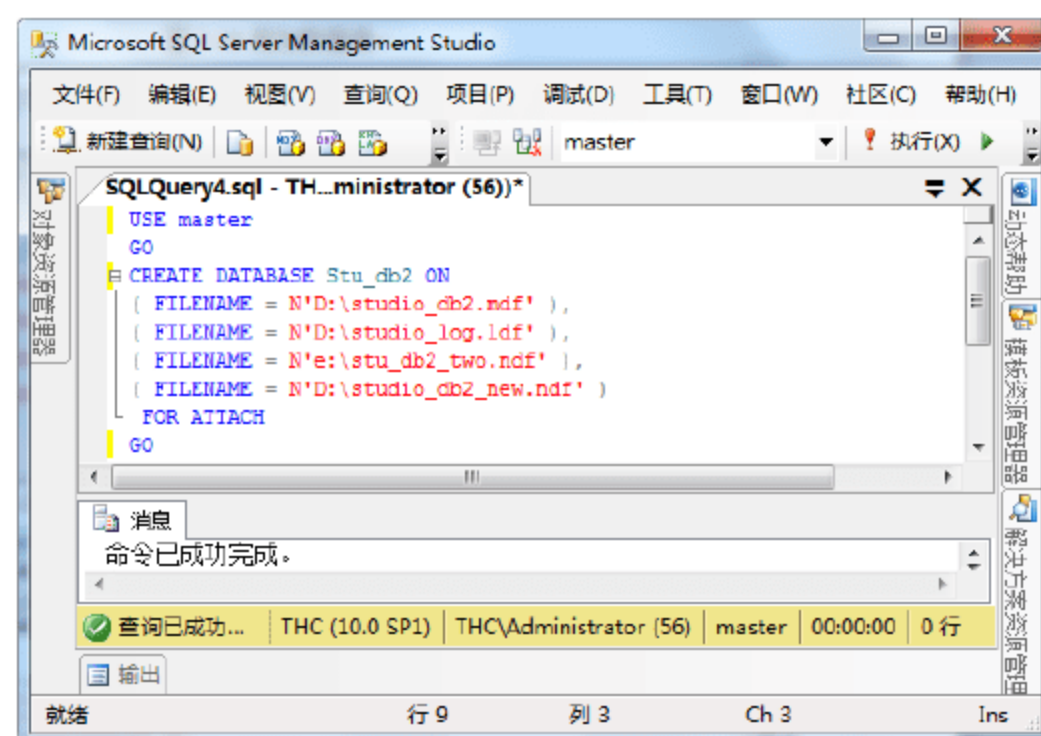 Microsoft SQL Server Management Studio
文件(F) 编辑(E) 视图(V) 查询(Q) 项目(P) 调试(D) 工具(T) 窗口(W) 社区(C) 帮助(H)
新建查询(N) master 执行(X)
SQLQuery4.sql - TH...ministrator (56))*
对象资源管理器
USE master
GO
CREATE DATABASE Stu_db2 ON
( FILENAME = N'D:\studio_db2.mdf' ),
( FILENAME = N'D:\studio_log.ldf' ),
( FILENAME = N'e:\stu_db2_two.ndf' ),
( FILENAME = N'D:\studio_db2_new.ndf' )
FOR ATTACH
GO
动态帮助
模板资源管理器
解决方案资源管理
消息
命令已成功完成。
查询已成功... THC (10.0 SP1) THC\Administrator (56) master 00:00:00 0 行
输出
就绪 行 9 列 3 Ch 3 Ins